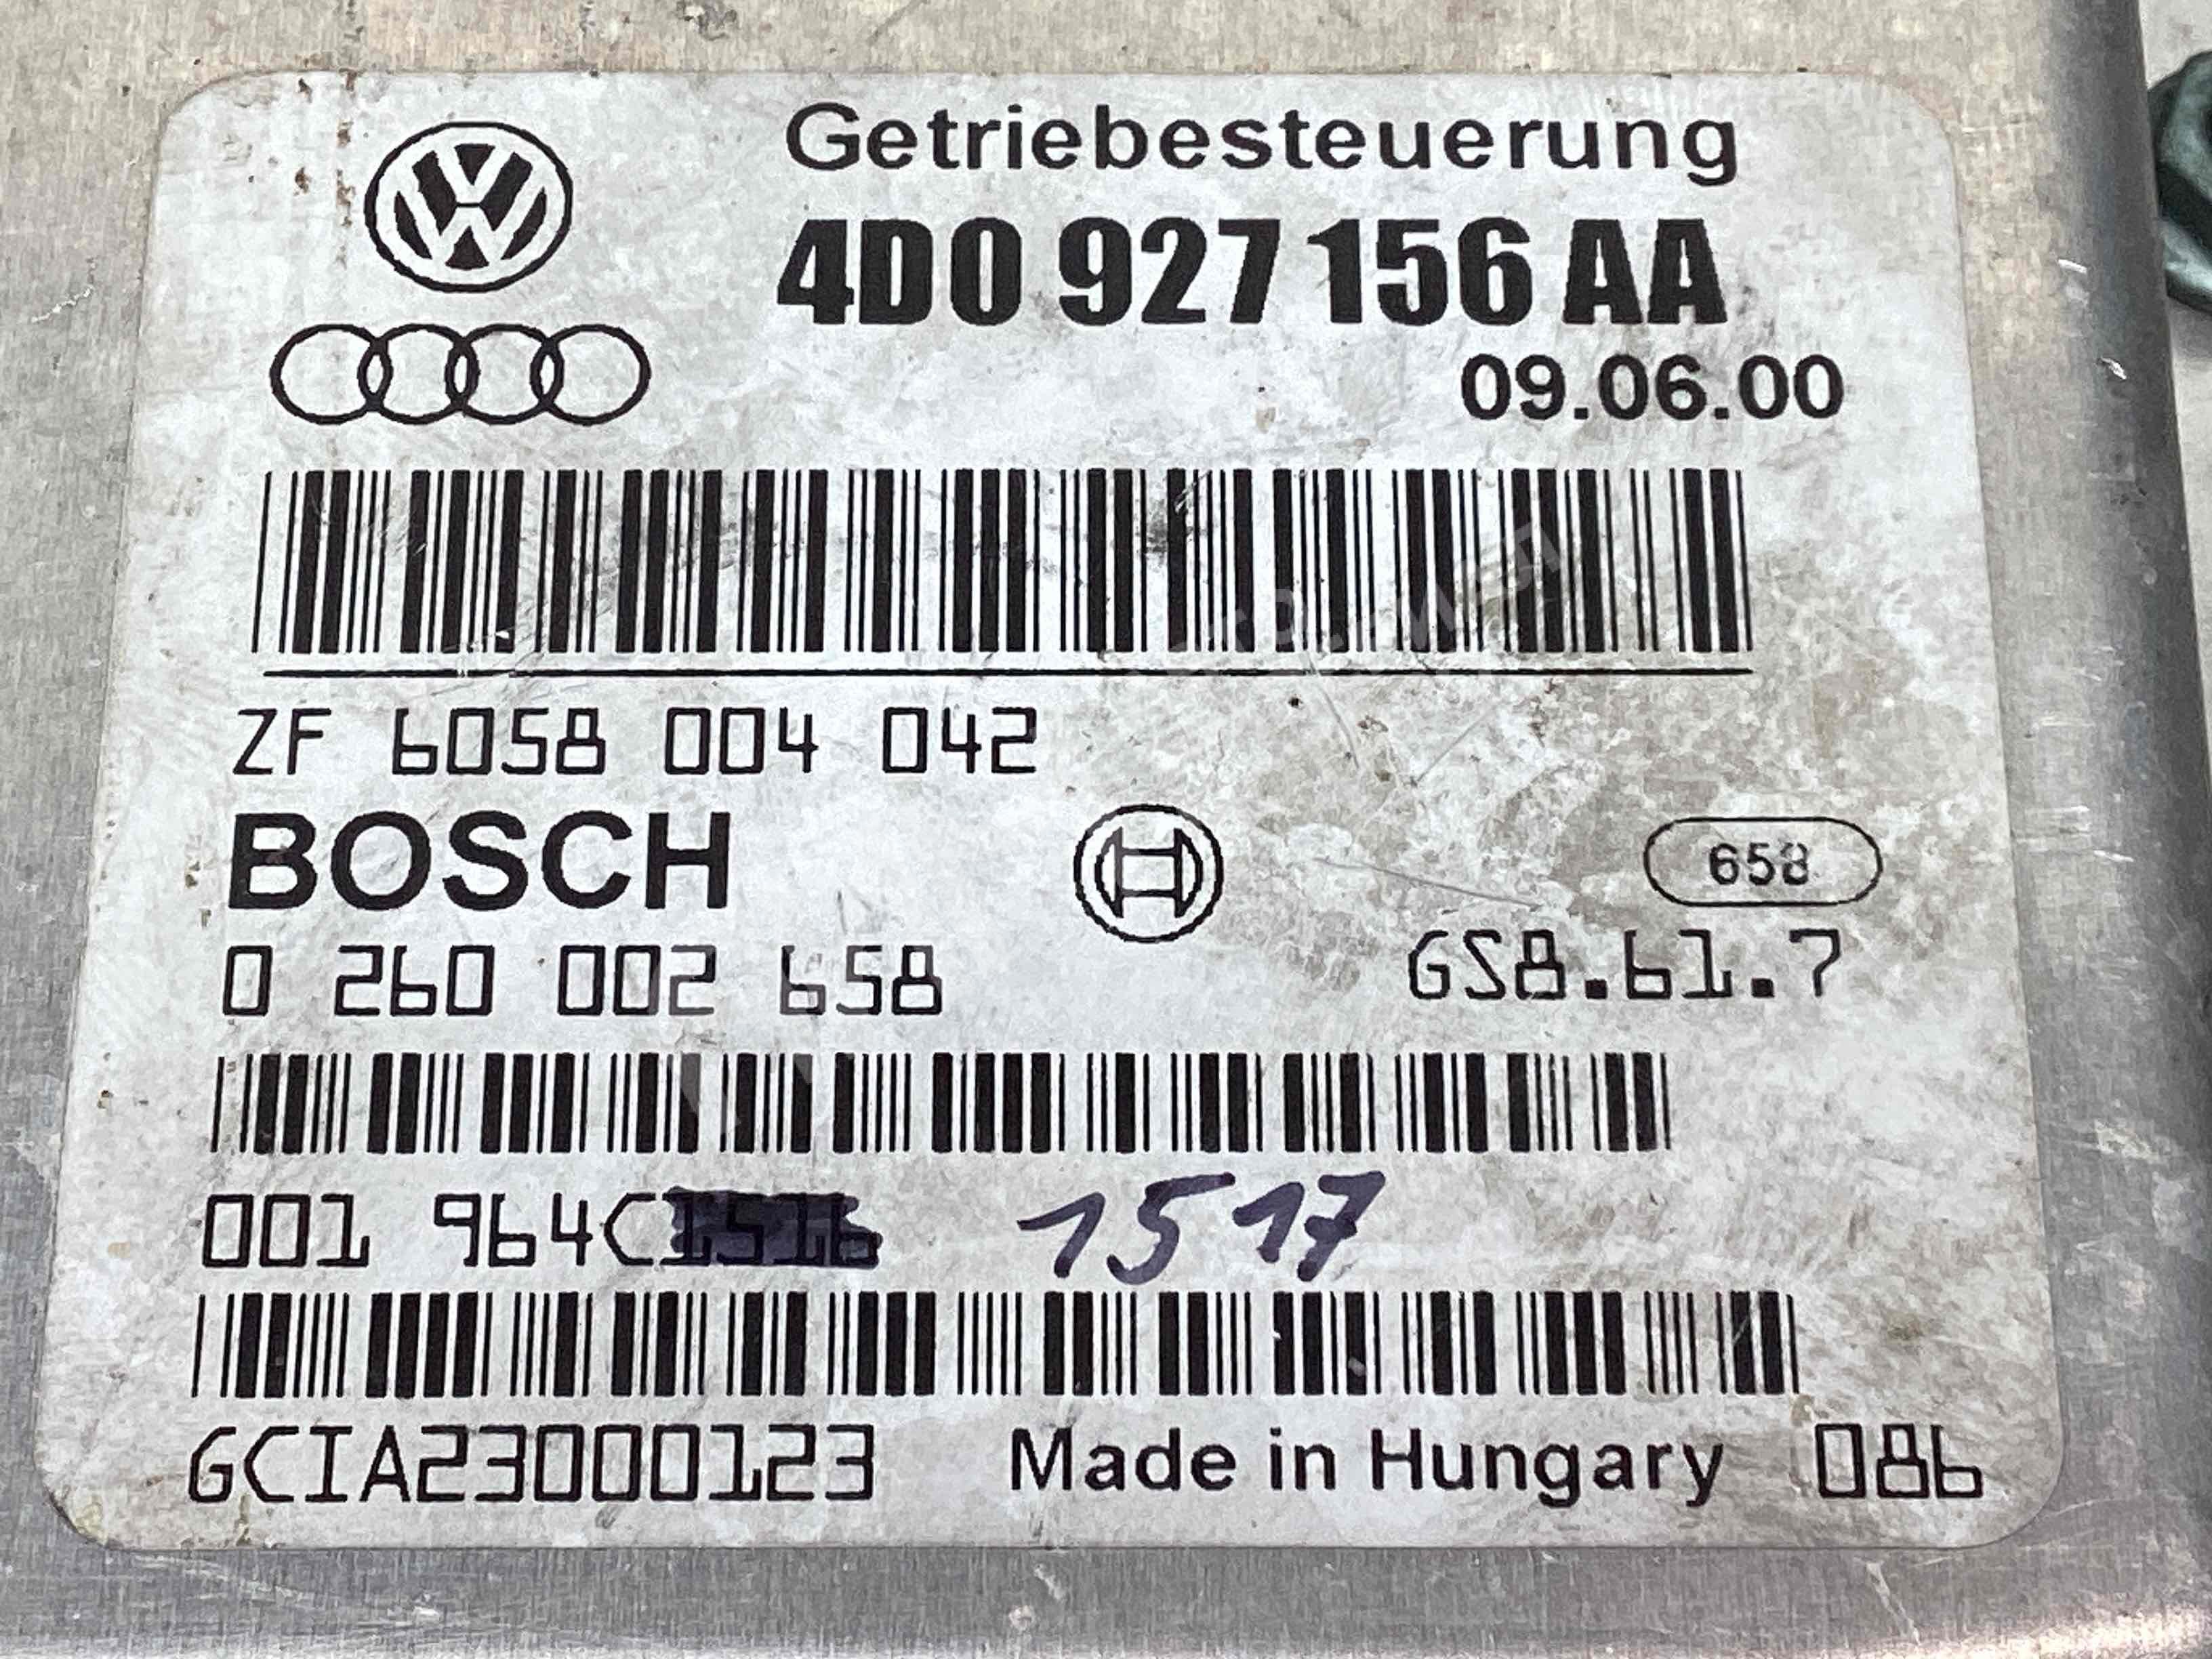 Getriebesteuerung
4D0 927 156 AA
09.06.00
ZF 6058 004 042
BOSCH
658
0 260 002 658
GS8.61.7
001 964C1516 1517
GCIA23000123 Made in Hungary 086